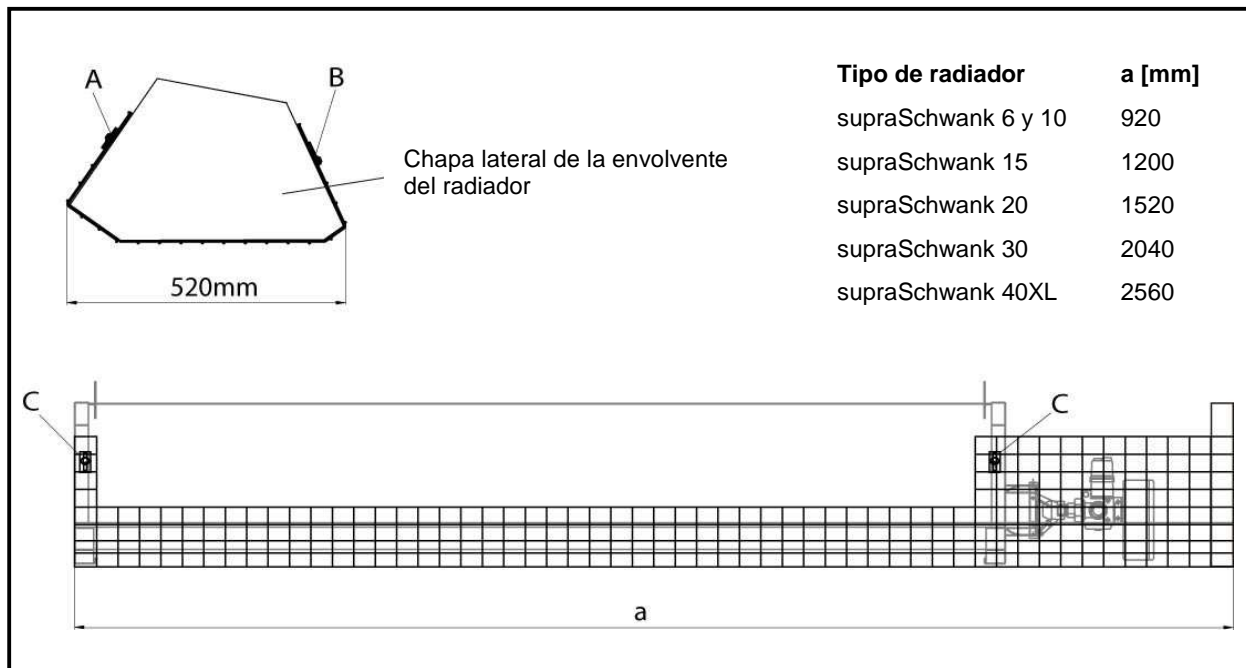 A
B
Chapa lateral de la envolvente
del radiador
520mm
Tipo de radiador a [mm]
supraSchwank 6 y 10 920
supraSchwank 15 1200
supraSchwank 20 1520
supraSchwank 30 2040
supraSchwank 40XL 2560
C
C
a